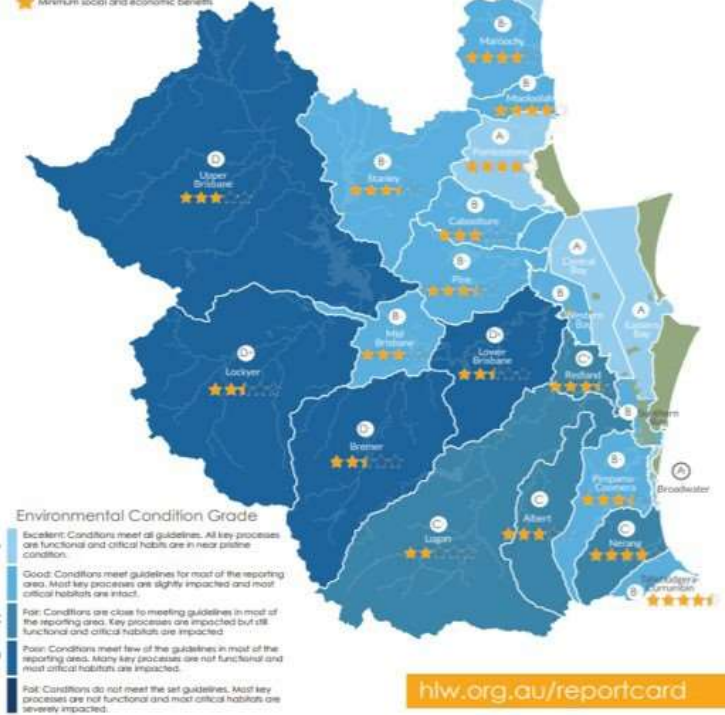 Minimum social and economic benefits
B-
Maroochy
B
Mooloolah
A-
Pumicestone
D
Upper
Brisbane
B
Stanley
B
Caboolture
A
Central
Bay
B-
Pine
B
Western
Bay
A
Eastern
Bay
B-
Mid
Brisbane
D+
Lower
Brisbane
D+
Lockyer
C
Redland
B
Southern
D-
Bremer
B-
Pimpama-
Coomera
A-
Broadwater
C
Logan
C
Albert
C
Nerang
Tallebudgera-
Currumbin
B
Environmental Condition Grade
Excellent: Conditions meet all guidelines. All key processes
are functional and critical habits are in near pristine
condition.
Good: Conditions meet guidelines for most of the reporting
area. Most key processes are slightly impacted and most
critical habitats are intact.
Fair: Conditions are close to meeting guidelines in most of
the reporting area. Key processes are impacted but still
functional and critical habitats are impacted
Poor: Conditions meet few of the guidelines in most of the
reporting area. Many key processes are not functional and
most critical habitats are impacted.
Fail: Conditions do not meet the set guidelines. Most key
processes are not functional and most critical habitats are
severely impacted.
hlw.org.au/reportcard